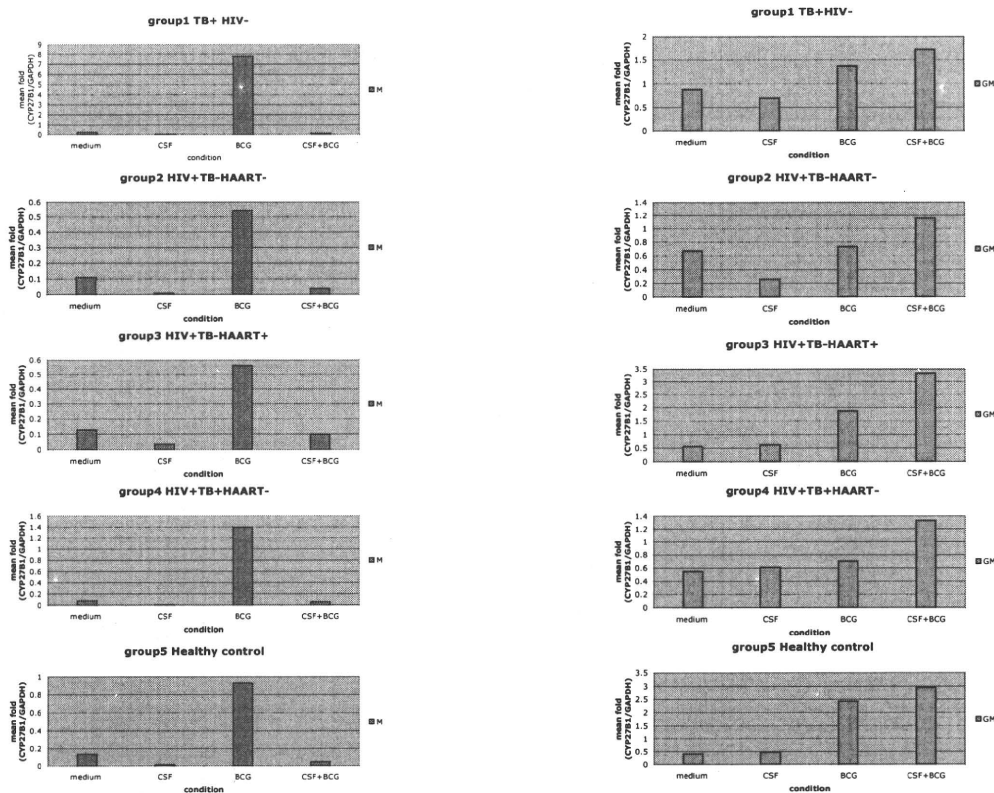 group1 TB+ HIV-
mean fold
(CYP27B1/GAPDH)
9
8
7
6
5
4
3
2
1
0
medium CSF BCG CSF+BCG
condition
M
group2 HIV+TB-HAART-
mean fold
(CYP27B1/GAPDH)
0.6
0.5
0.4
0.3
0.2
0.1
0
medium CSF BCG CSF+BCG
condition
M
group3 HIV+TB-HAART+
mean fold
(CYP27B1/GAPDH)
0.6
0.5
0.4
0.3
0.2
0.1
0
medium CSF BCG CSF+BCG
condition
M
group4 HIV+TB+HAART-
mean fold
(CYP27B1/GAPDH)
1.6
1.4
1.2
1
0.8
0.6
0.4
0.2
0
medium CSF BCG CSF+BCG
condition
M
group5 Healthy control
mean fold
(CYP27B1/GAPDH)
1
0.8
0.6
0.4
0.2
0
medium CSF BCG CSF+BCG
condition
M
group1 TB+HIV-
mean fold
(CYP27B1/GAPDH)
2
1.5
1
0.5
0
medium CSF BCG CSF+BCG
condition
GM
group2 HIV+TB-HAART-
mean fold
(CYP27B1/GAPDH)
1.4
1.2
1
0.8
0.6
0.4
0.2
0
medium CSF BCG CSF+BCG
condition
GM
group3 HIV+TB-HAART+
mean fold
(CYP27B1/GAPDH)
3.5
3
2.5
2
1.5
1
0.5
0
medium CSF BCG CSF+BCG
condition
GM
group4 HIV+TB+HAART-
mean fold
(CYP27B1/GAPDH)
1.4
1.2
1
0.8
0.6
0.4
0.2
0
medium CSF BCG CSF+BCG
condition
GM
group5 Healthy control
mean fold
(CYP27B1/GAPDH)
3.5
3
2.5
2
1.5
1
0.5
0
medium CSF BCG CSF+BCG
condition
GM